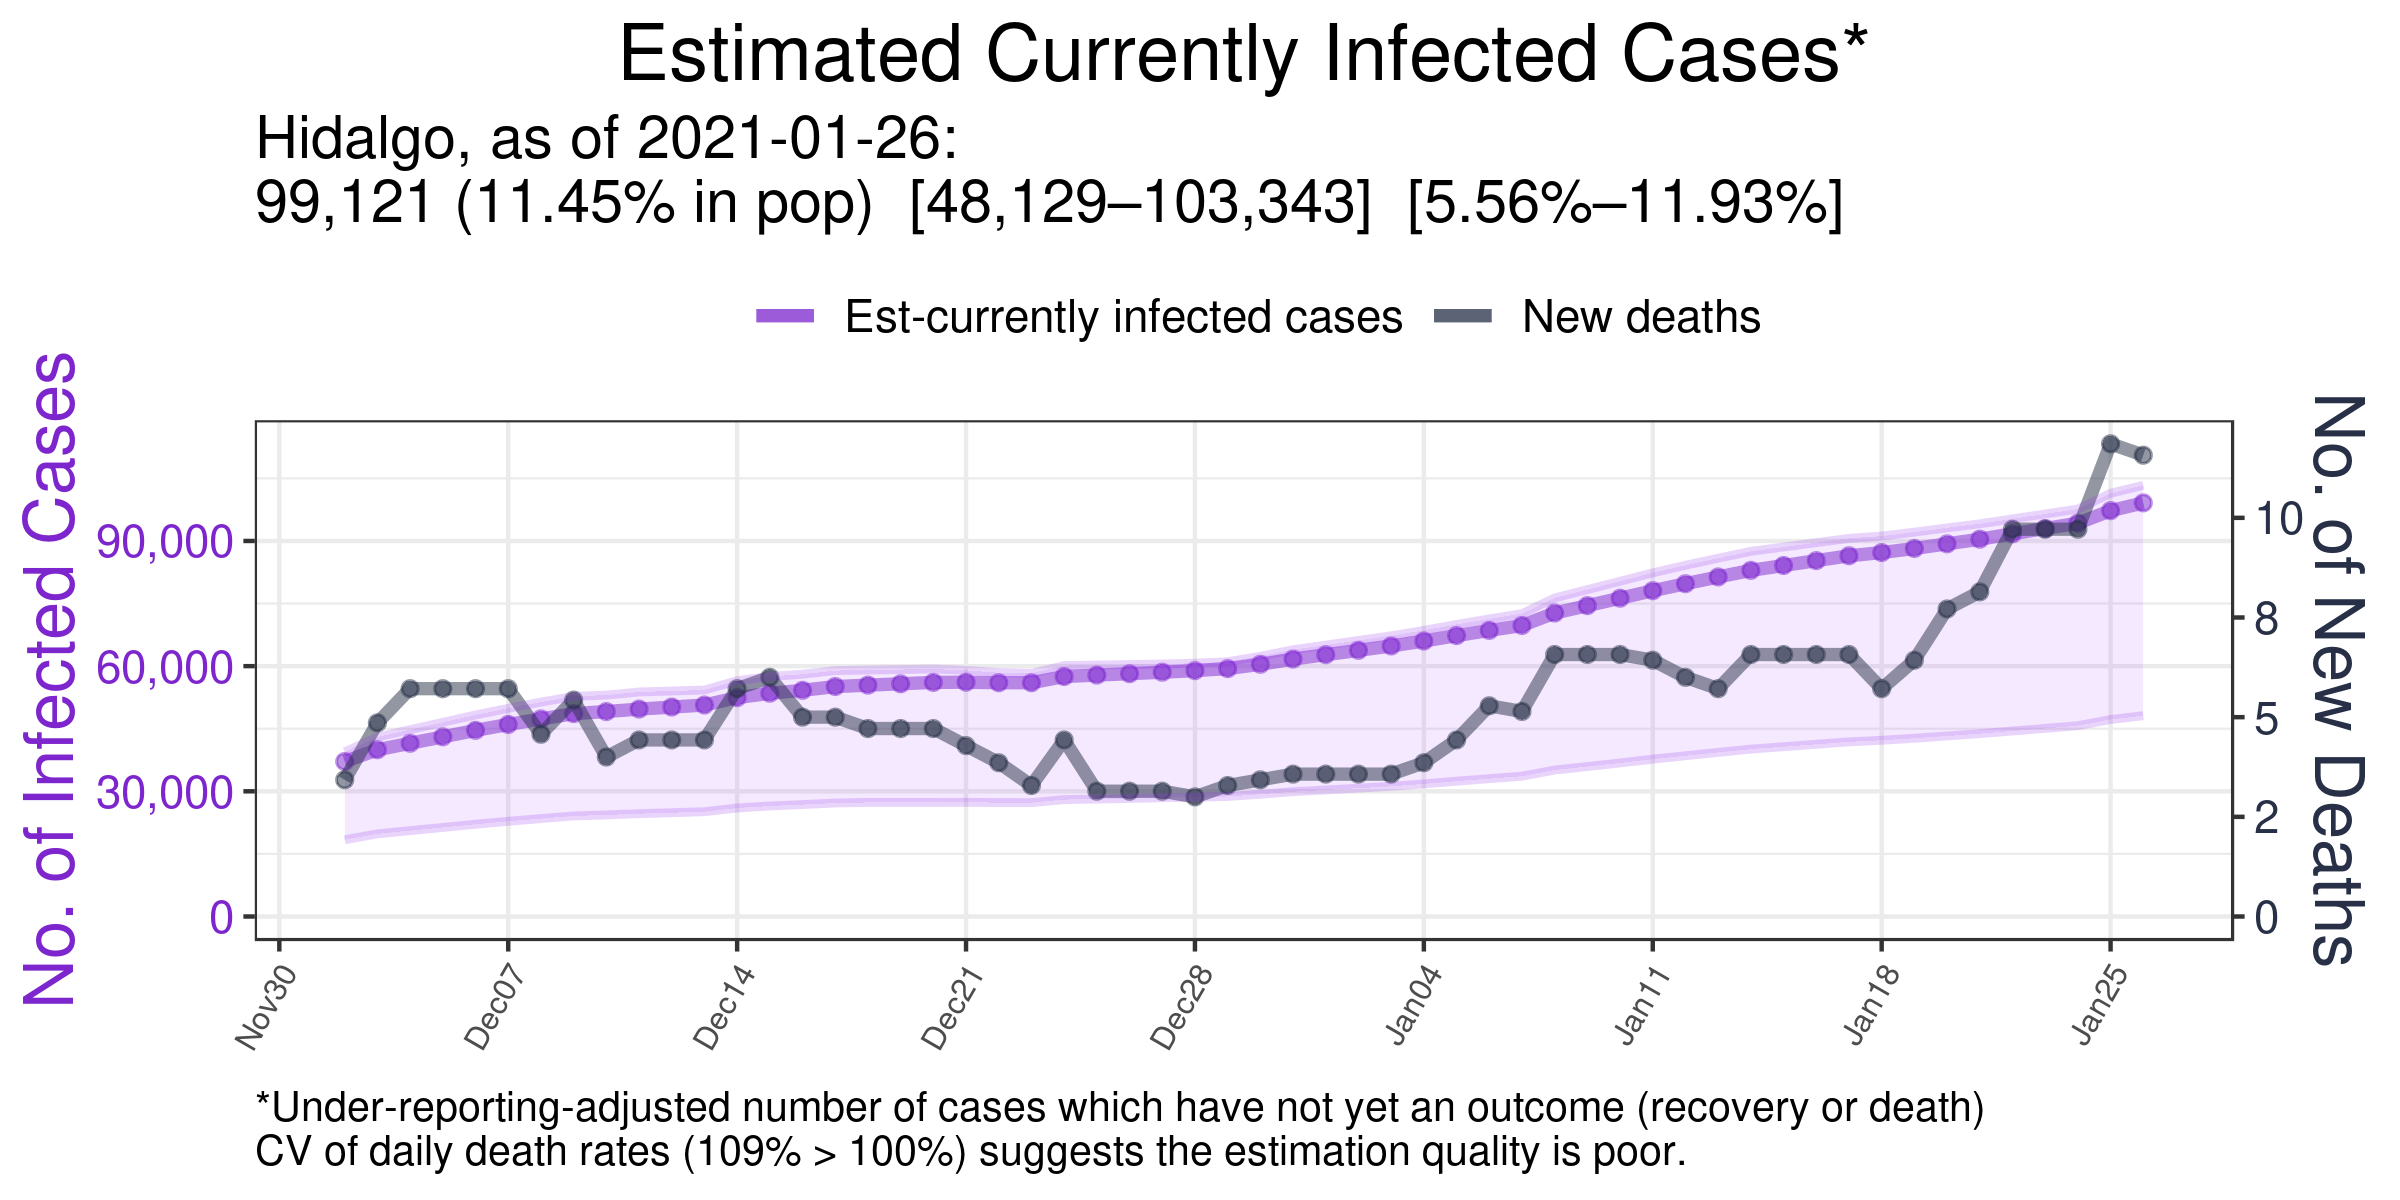 Estimated Currently Infected Cases*
Hidalgo, as of 2021-01-26:
99,121 (11.45% in pop) [48,129–103,343] [5.56%–11.93%]
Est-currently infected cases
New deaths
No. of Infected Cases
90,000
60,000
30,000
0
10
8
5
2
0
No. of New Deaths
Nov30
Dec07
Dec14
Dec21
Dec28
Jan04
Jan11
Jan18
Jan25
*Under-reporting-adjusted number of cases which have not yet an outcome (recovery or death)
CV of daily death rates (109% > 100%) suggests the estimation quality is poor.